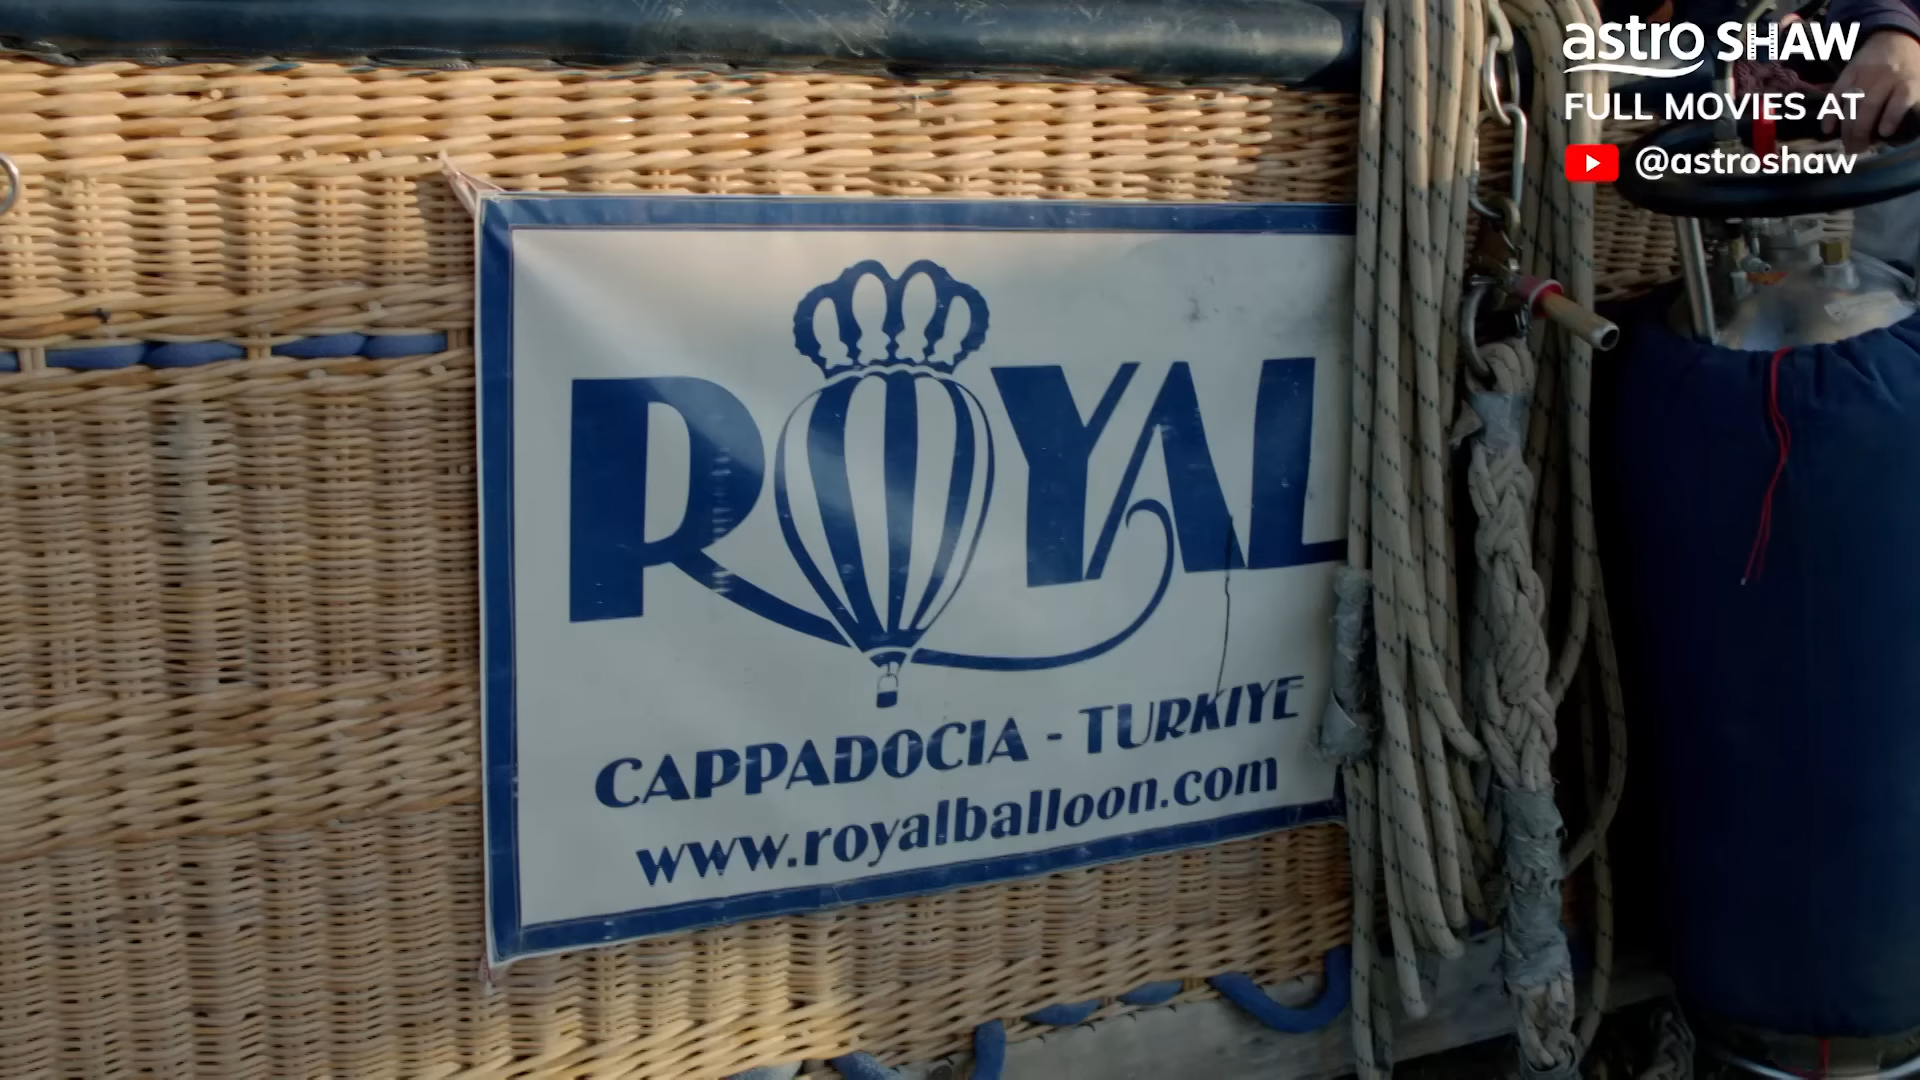 astro SHAW
FULL MOVIES AT
@astroshaw
ROYAL
CAPPADOCIA - TURKIYE
www.royalballoon.com